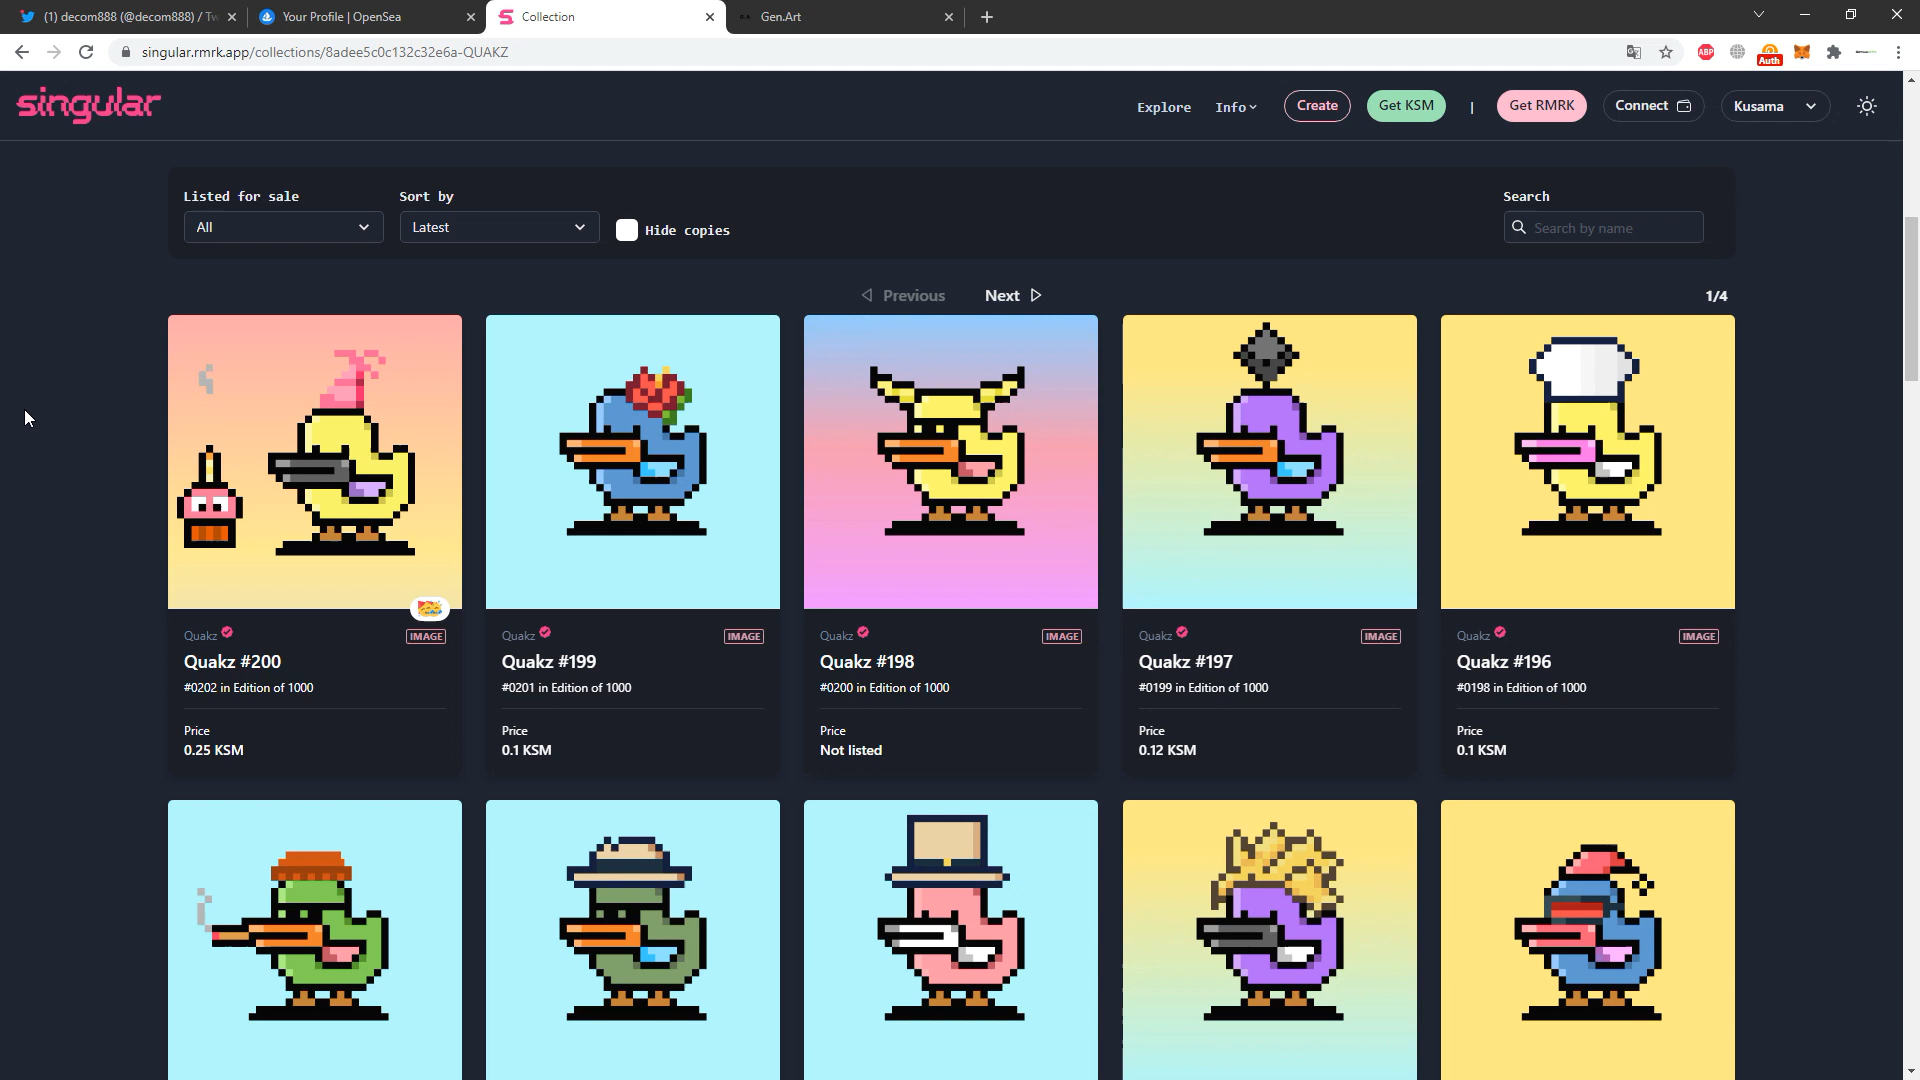 (1) decom888 (@decom888) / Tw
Your Profile | OpenSea
Collection
Gen.Art
singular.rmrk.app/collections/8adee5c0c132c32e6a-QUAKZ
ABP
Auth
singular
Explore
Info
Create
Get KSM
|
Get RMRK
Connect
Kusama
Listed for sale
Sort by
Search
All
Latest
Hide copies
Search by name
Previous
Next
1/4
Quakz
IMAGE
Quakz #200
#0202 in Edition of 1000
Price
0.25 KSM
Quakz
IMAGE
Quakz #199
#0201 in Edition of 1000
Price
0.1 KSM
Quakz
IMAGE
Quakz #198
#0200 in Edition of 1000
Price
Not listed
Quakz
IMAGE
Quakz #197
#0199 in Edition of 1000
Price
0.12 KSM
Quakz
IMAGE
Quakz #196
#0198 in Edition of 1000
Price
0.1 KSM